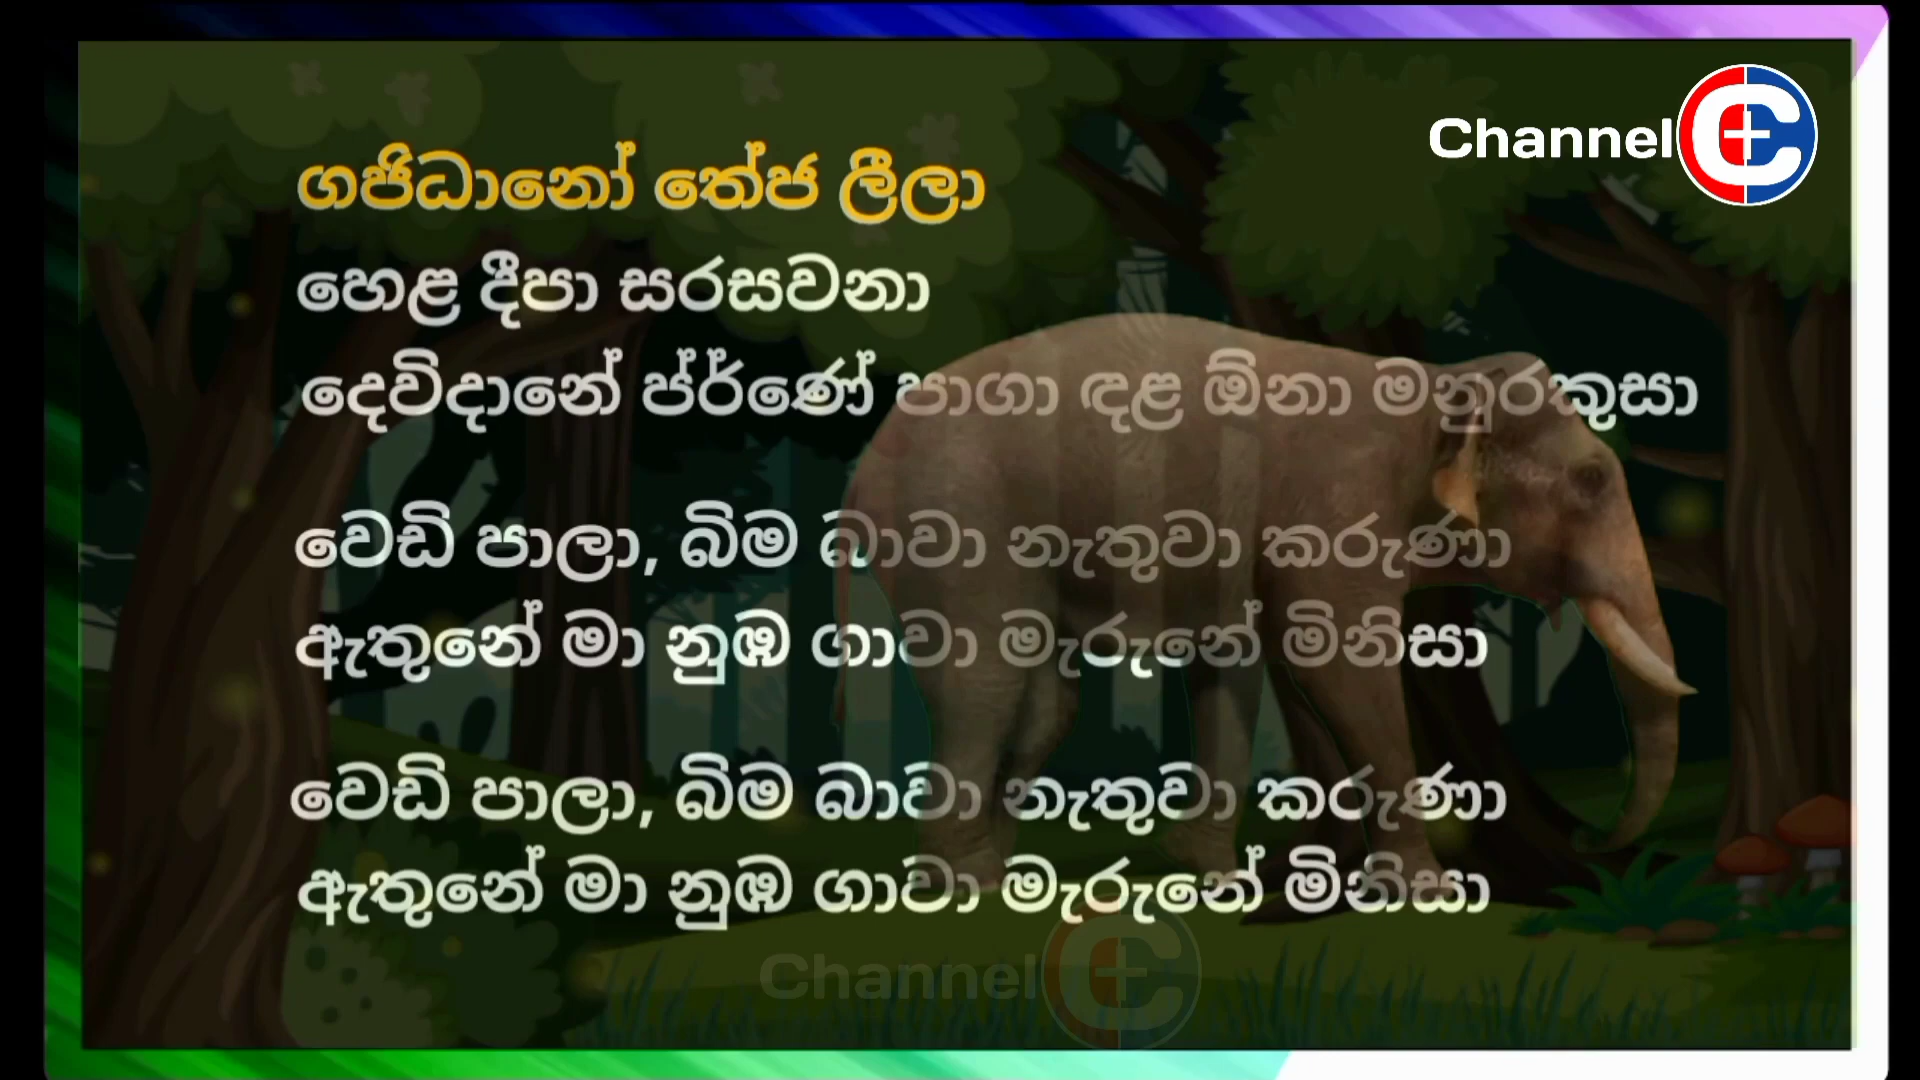 Channel C
ගජිධානෝ තේජ ලීලා
හෙළ දීපා සරසවනා
දෙවිදානේ ප්ර්ණේ පාගා ඳළ ඕනා මනුරකුසා
වෙඩි පාලා, බිම බාවා නැතුවා කරුණා
ඇතුනේ මා නුඹ ගාවා මැරුනේ මිනිසා
වෙඩි පාලා, බිම බාවා නැතුවා කරුණා
ඇතුනේ මා නුඹ ගාවා මැරුනේ මිනිසා
Channel C